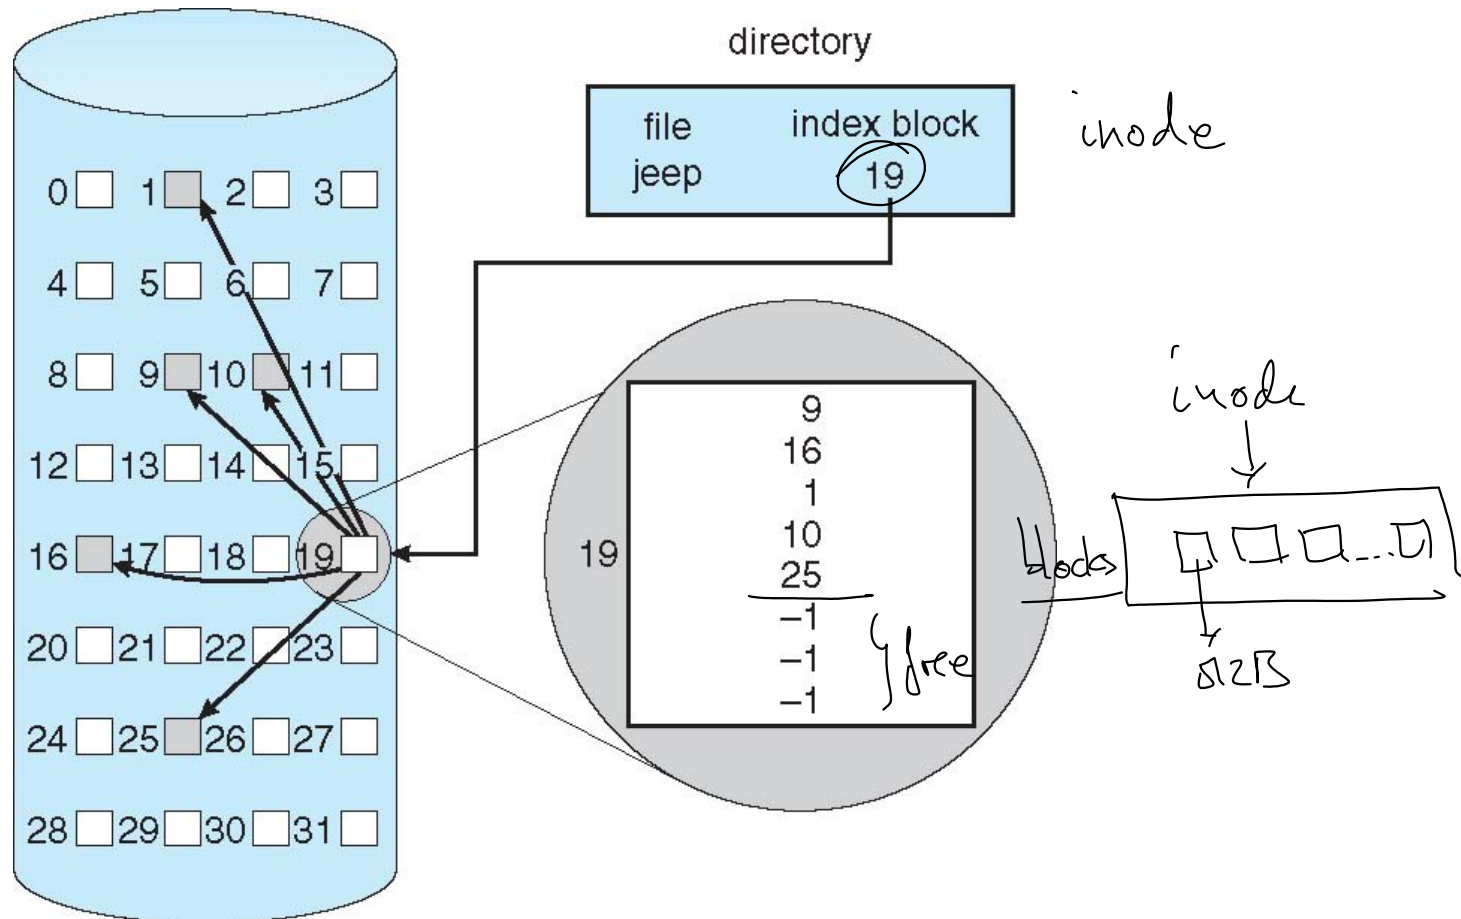 directory
file index block
jeep 19
inode
0 1 2 3
4 5 6 7
8 9 10 11
12 13 14 15
16 17 18 19
20 21 22 23
24 25 26 27
28 29 30 31
19
9
16
1
10
25
–1
–1
–1
free
inode
blocks
...